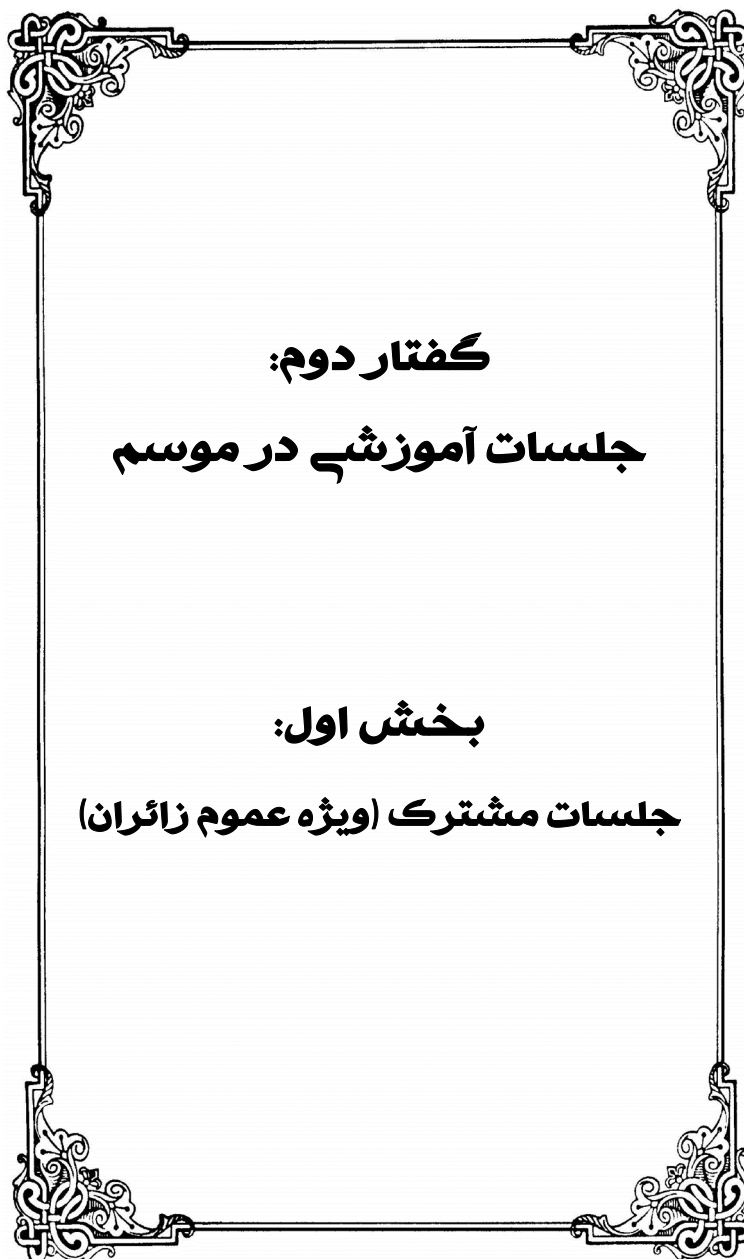 گفتار دوم:
جلسات آموزشی در موسم
بخش اول:
جلسات مشترک (ویژه عموم زائران)